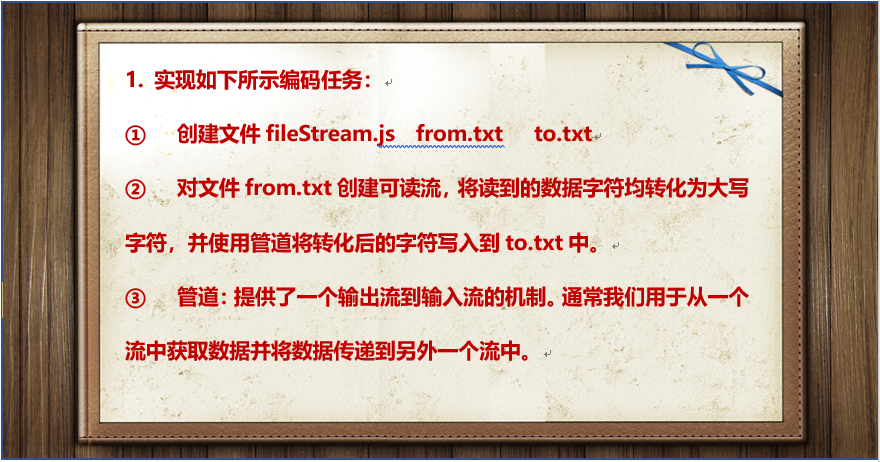 1. 实现如下所示编码任务：
① 创建文件 fileStream.js from.txt to.txt
② 对文件 from.txt 创建可读流，将读到的数据字符均转化为大写
字符，并使用管道将转化后的字符写入到 to.txt 中。
③ 管道：提供了一个输出流到输入流的机制。通常我们用于从一个
流中获取数据并将数据传递到另外一个流中。